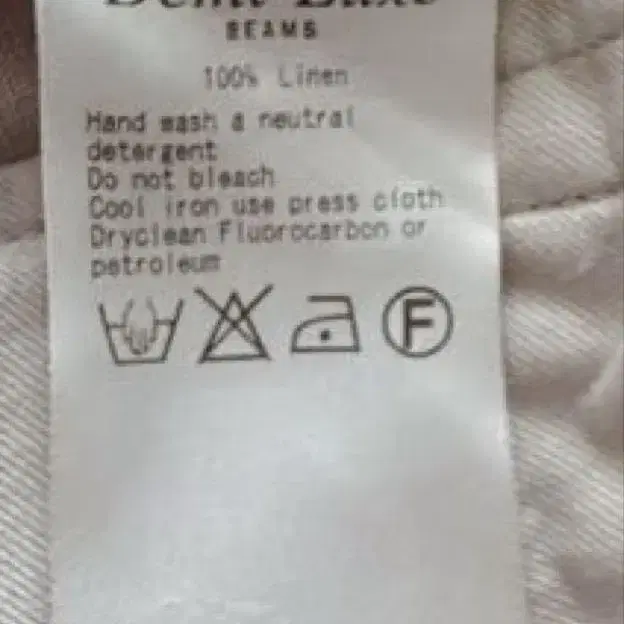 BEAMS
100% Linen
Hand wash a neutral
detergent
Do not bleach
Cool iron use press cloth
Dryclean Fluorocarbon or
petroleum
F